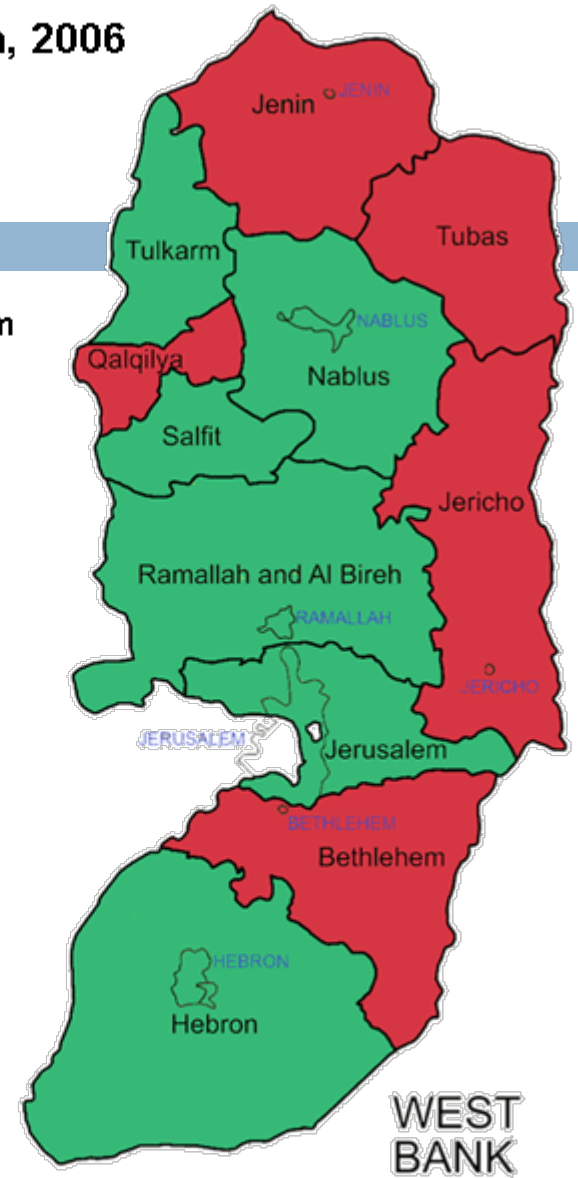 , 2006
JENIN
Jenin
Tubas
Tulkarm
NABLUS
Qalqilya
Nablus
Salfit
Jericho
Ramallah and Al Bireh
RAMALLAH
JERICHO
JERUSALEM
Jerusalem
BETHLEHEM
Bethlehem
HEBRON
Hebron
WEST
BANK